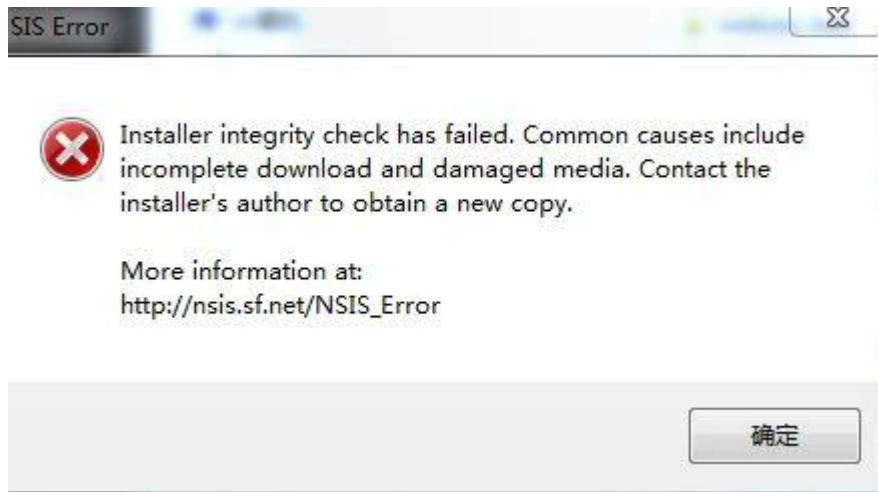 SIS Error
Installer integrity check has failed. Common causes include
incomplete download and damaged media. Contact the
installer's author to obtain a new copy.
More information at:
http://nsis.sf.net/NSIS_Error
确定